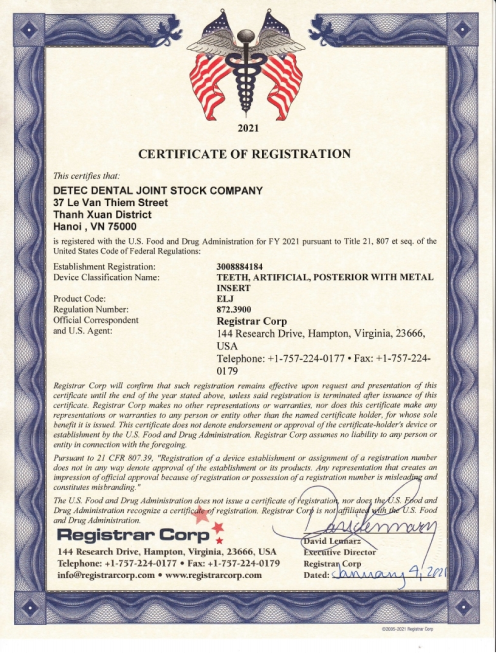 2021
CERTIFICATE OF REGISTRATION
This certifies that:
DETEC DENTAL JOINT STOCK COMPANY
37 Le Van Thiem Street
Thanh Xuan District
Hanoi , VN 75000
is registered with the U.S. Food and Drug Administration for FY 2021 pursuant to Title 21, 807 et seq. of the
United States Code of Federal Regulations:
Establishment Registration: 3008884184
Device Classification Name: TEETH, ARTIFICIAL, POSTERIOR WITH METAL
INSERT
Product Code: ELJ
Regulation Number: 872.3900
Official Correspondent Registrar Corp
and U.S. Agent: 144 Research Drive, Hampton, Virginia, 23666,
USA
Telephone: +1-757-224-0177 • Fax: +1-757-224-
0179
Registrar Corp will confirm that such registration remains effective upon request and presentation of this
certificate until the end of the year stated above, unless said registration is terminated after issuance of this
certificate. Registrar Corp makes no other representations or warranties, nor does this certificate make any
representations or warranties to any person or entity other than the named certificate holder, for whose sole
benefit it is issued. This certificate does not denote endorsement or approval of the certificate-holder's device or
establishment by the U.S. Food and Drug Administration. Registrar Corp assumes no liability to any person or
entity in connection with the foregoing.
Pursuant to 21 CFR 807.39, "Registration of a device establishment or assignment of a registration number
does not in any way denote approval of the establishment or its products. Any representation that creates an
impression of official approval because of registration or possession of a registration number is misleading and
constitutes misbranding."
The U.S. Food and Drug Administration does not issue a certificate of registration, nor does the U.S. Food and
Drug Administration recognize a certificate of registration. Registrar Corp is not affiliated with the U.S. Food
and Drug Administration.
Registrar Corp
144 Research Drive, Hampton, Virginia, 23666, USA
Telephone: +1-757-224-0177 • Fax: +1-757-224-0179
info@registrarcorp.com • www.registrarcorp.com
David Lennarz
Executive Director
Registrar Corp
Dated: January 4, 2021
©2005-2021 Registrar Corp